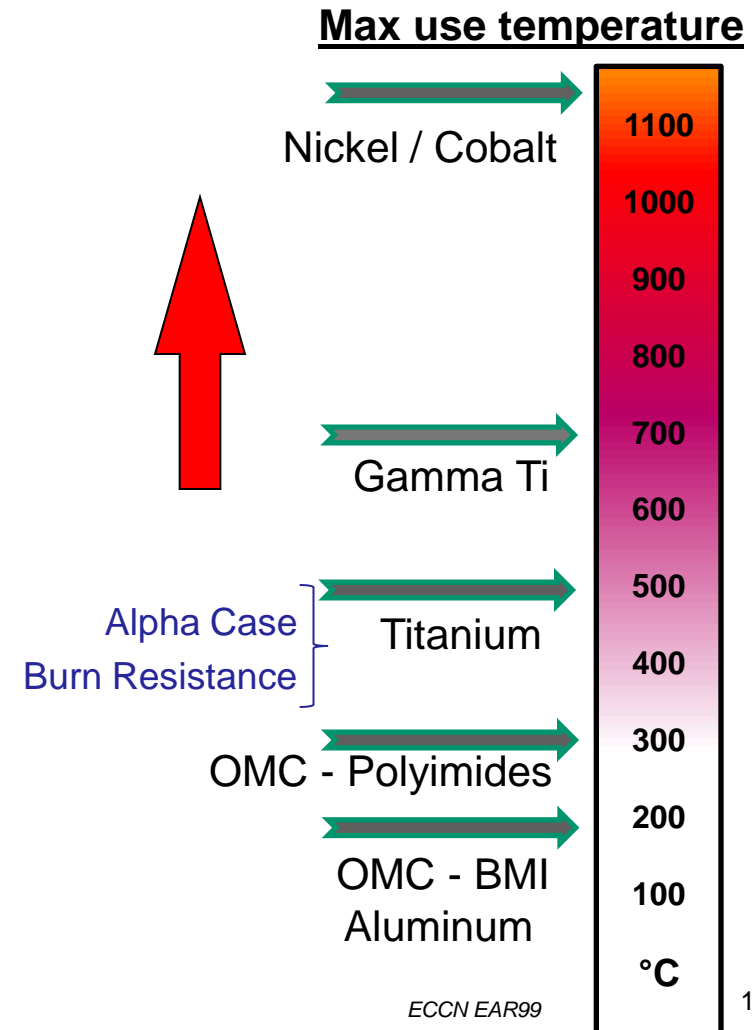 Max use temperature
1100
Nickel / Cobalt
1000
900
800
700
Gamma Ti
600
500
Alpha Case
Titanium
Burn Resistance
400
300
OMC - Polyimides
200
OMC - BMI
100
Aluminum
°C
ECCN EAR99
1